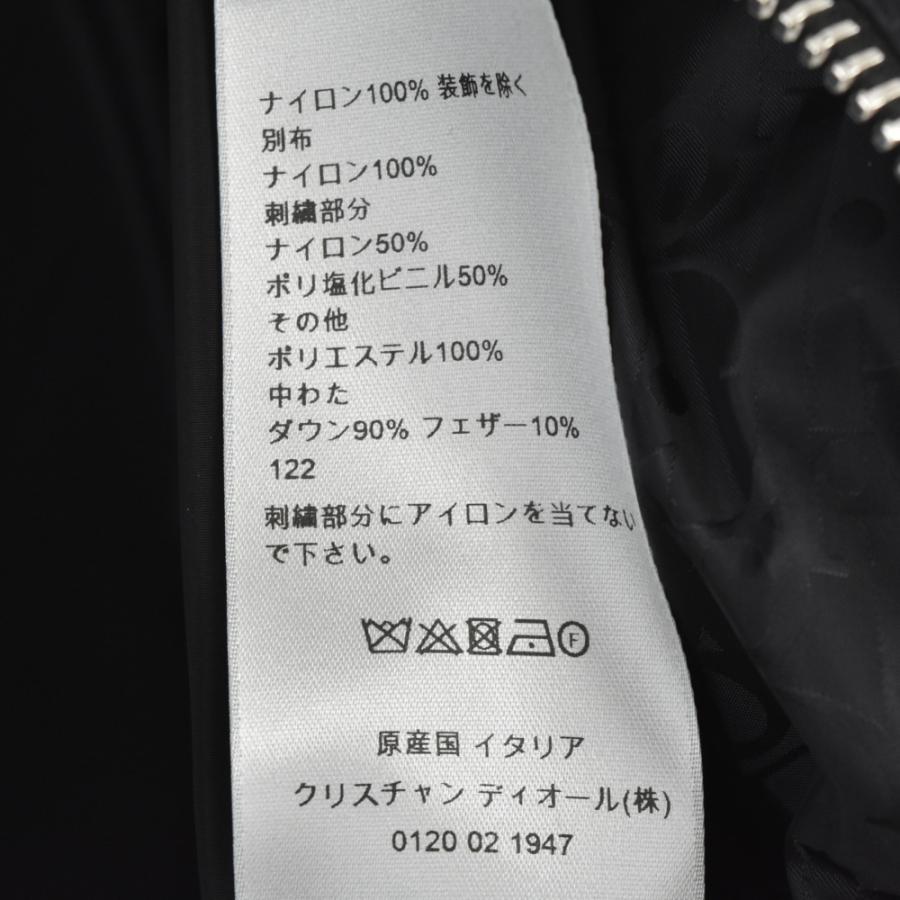 ナイロン100% 装飾を除く
別布
ナイロン100%
刺繍部分
ナイロン50%
ポリ塩化ビニル50%
その他
ポリエステル100%
中わた
ダウン90% フェザー10%
122
刺繍部分にアイロンを当てない
で下さい。
F
原産国 イタリア
クリスチャン ディオール(株)
0120 02 1947